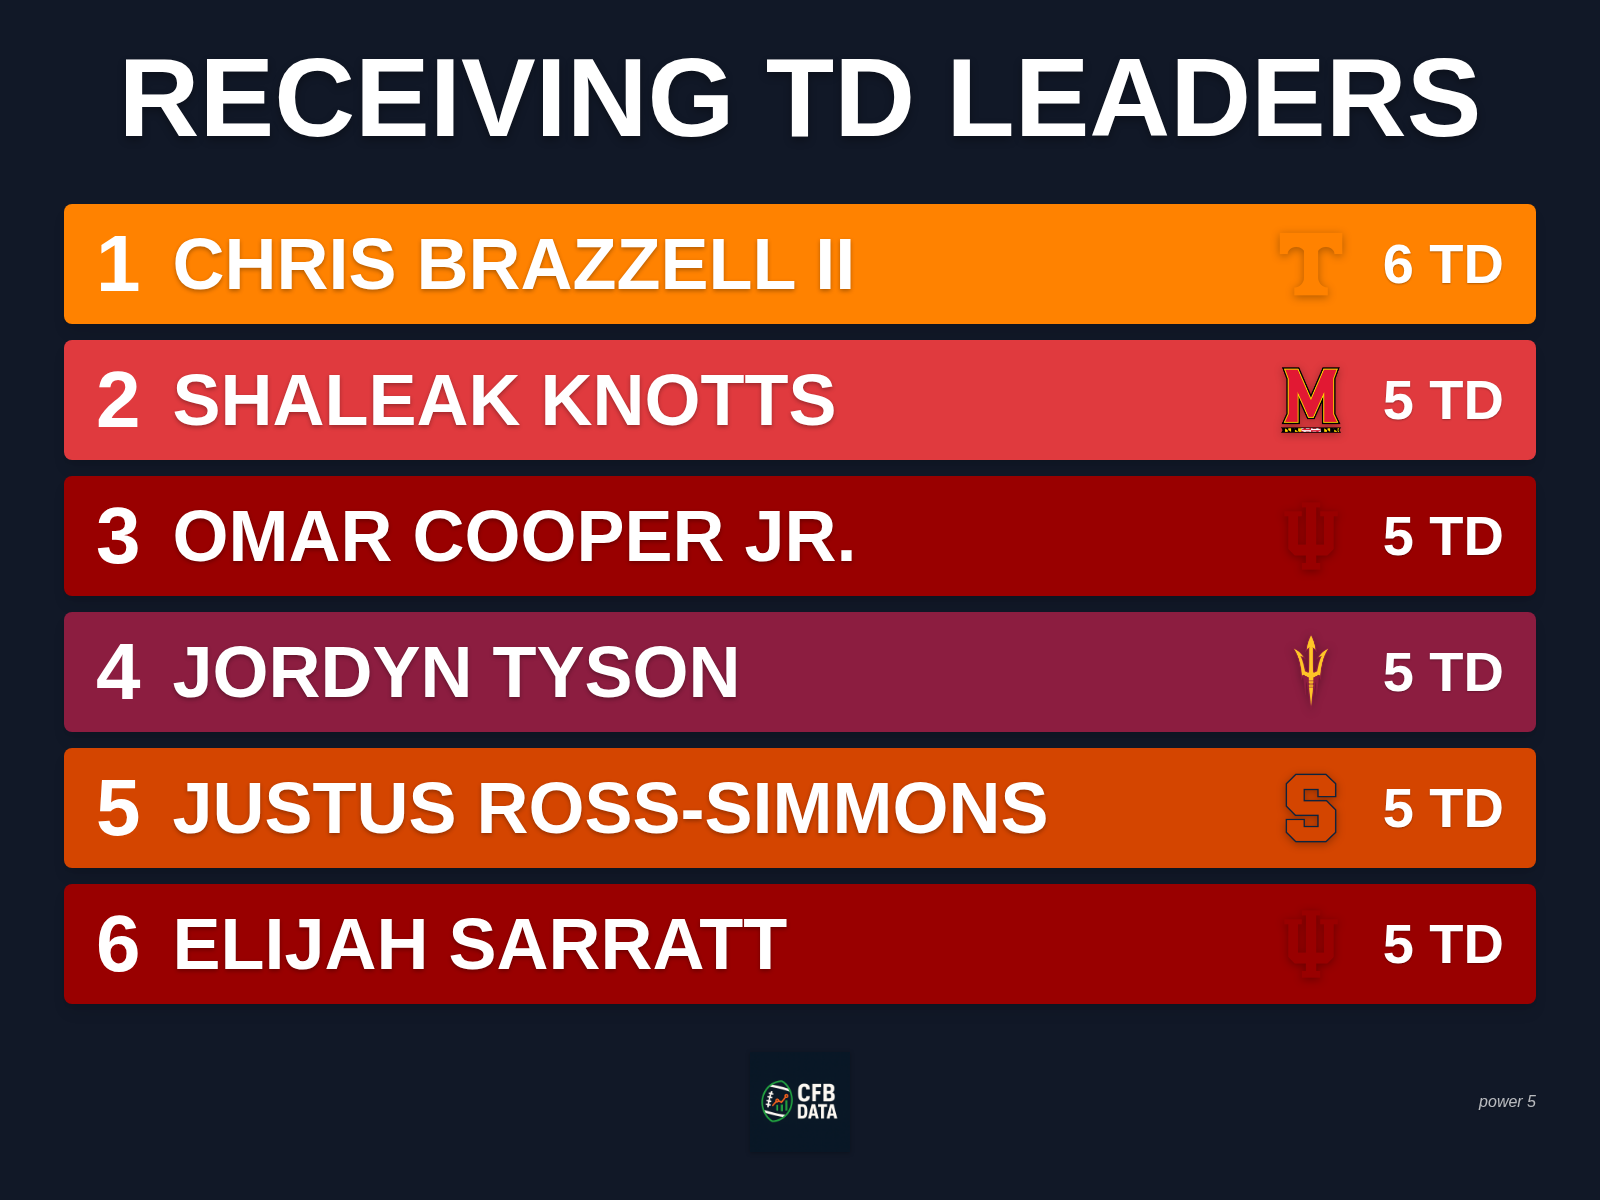 RECEIVING TD LEADERS
1 CHRIS BRAZZELL II T 6 TD
2 SHALEAK KNOTTS M 5 TD
3 OMAR COOPER JR. 5 TD
4 JORDYN TYSON 5 TD
5 JUSTUS ROSS-SIMMONS S 5 TD
6 ELIJAH SARRATT 5 TD
CFB
DATA
power 5